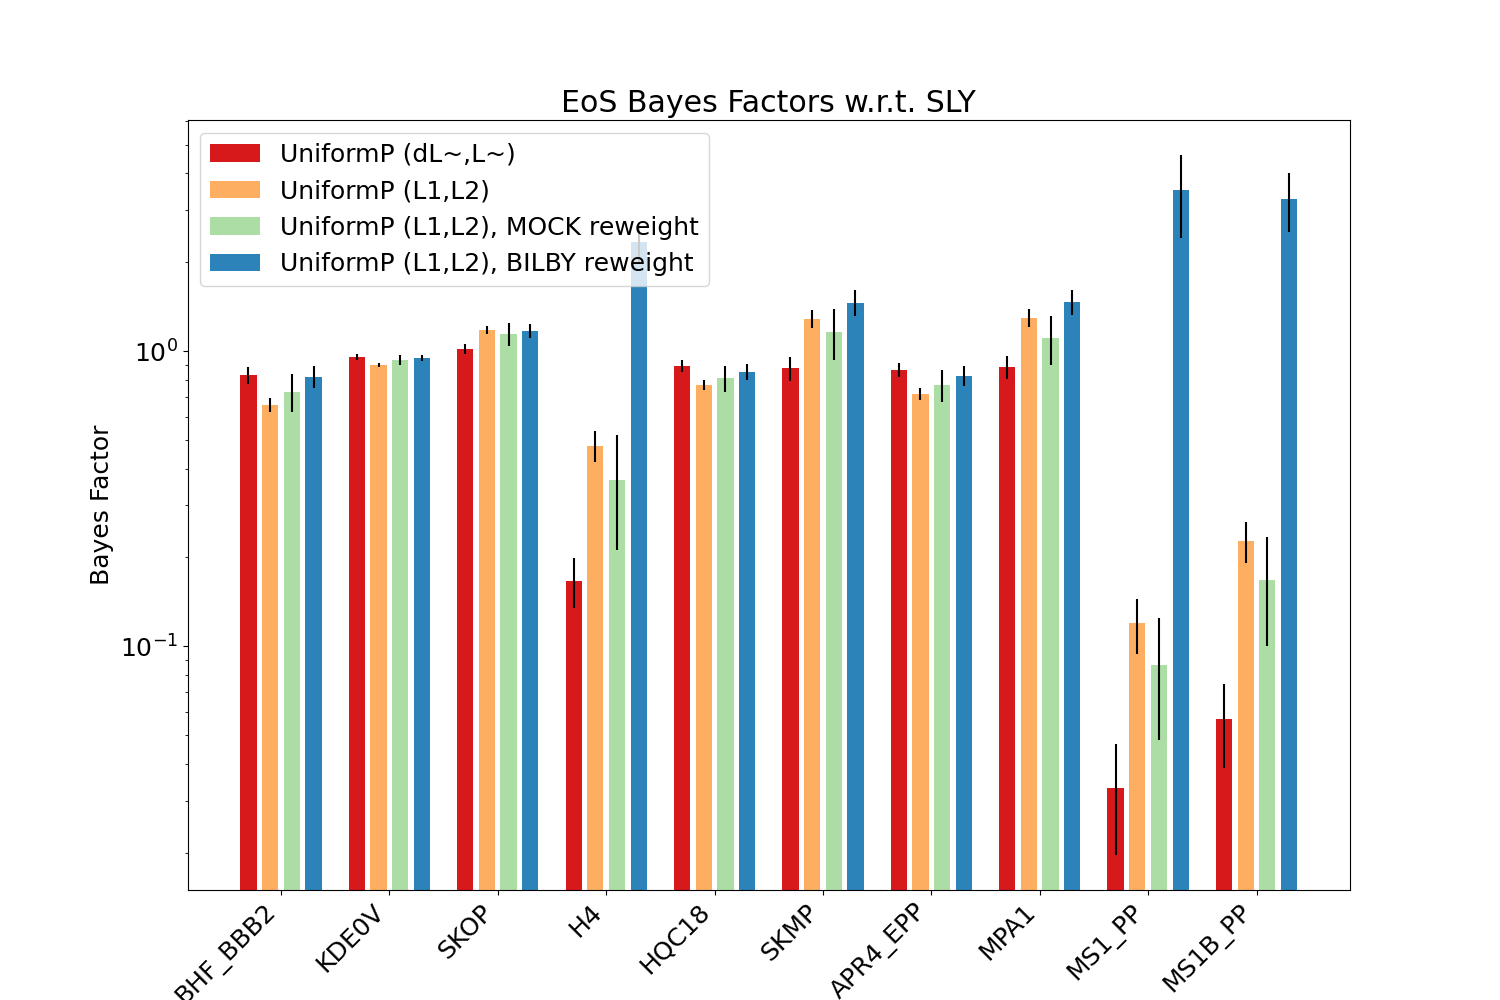 EoS Bayes Factors w.r.t. SLY
UniformP (dL~,L~)
UniformP (L1,L2)
UniformP (L1,L2), MOCK reweight
UniformP (L1,L2), BILBY reweight
Bayes Factor
10⁰
10⁻¹
BHF_BBB2
KDE0V
SKOP
H4
HQC18
SKMP
APR4_EPP
MPA1
MS1_PP
MS1B_PP